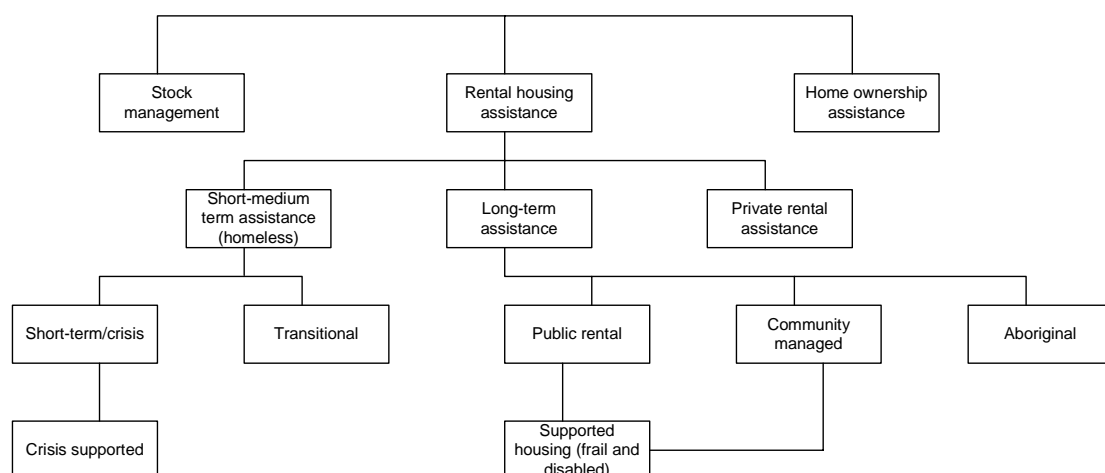 Stock
management
Rental housing
assistance
Home ownership
assistance
Short-medium
term assistance
(homeless)
Long-term
assistance
Private rental
assistance
Short-term/crisis
Transitional
Public rental
Community
managed
Aboriginal
Crisis supported
Supported
housing (frail and
disabled)